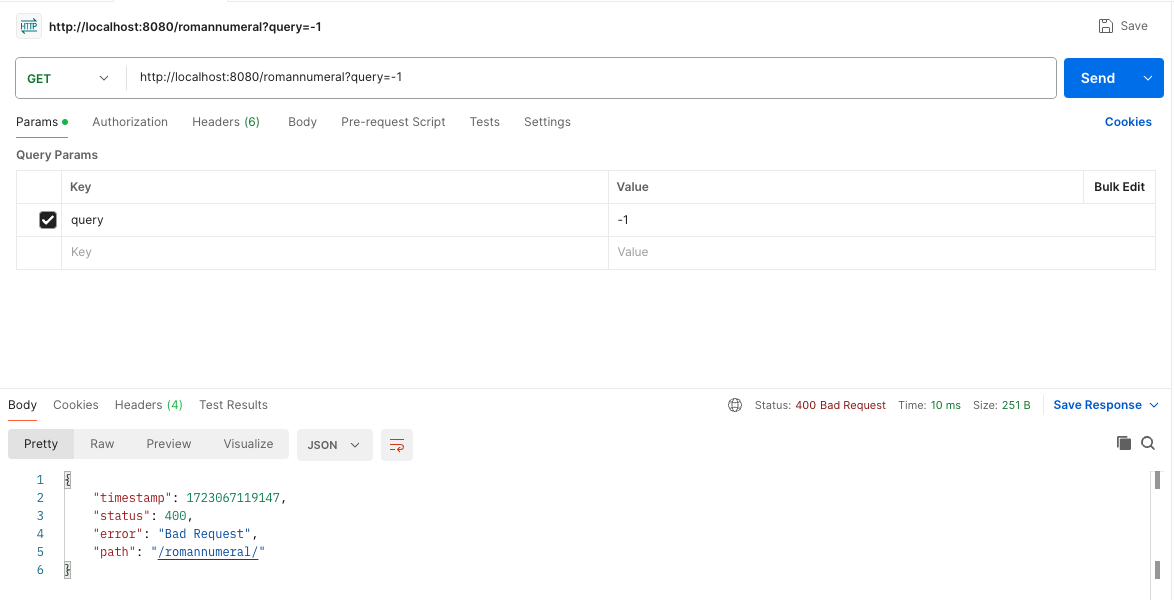 HTTP http://localhost:8080/romannumeral?query=-1 Save
GET http://localhost:8080/romannumeral?query=-1 Send
Params Authorization Headers (6) Body Pre-request Script Tests Settings Cookies
Query Params
Key Value Bulk Edit
query -1
Key Value
Body Cookies Headers (4) Test Results Status: 400 Bad Request Time: 10 ms Size: 251 B Save Response
Pretty Raw Preview Visualize JSON
1 {
2 "timestamp": 1723067119147,
3 "status": 400,
4 "error": "Bad Request",
5 "path": "/romannumeral/"
6 }